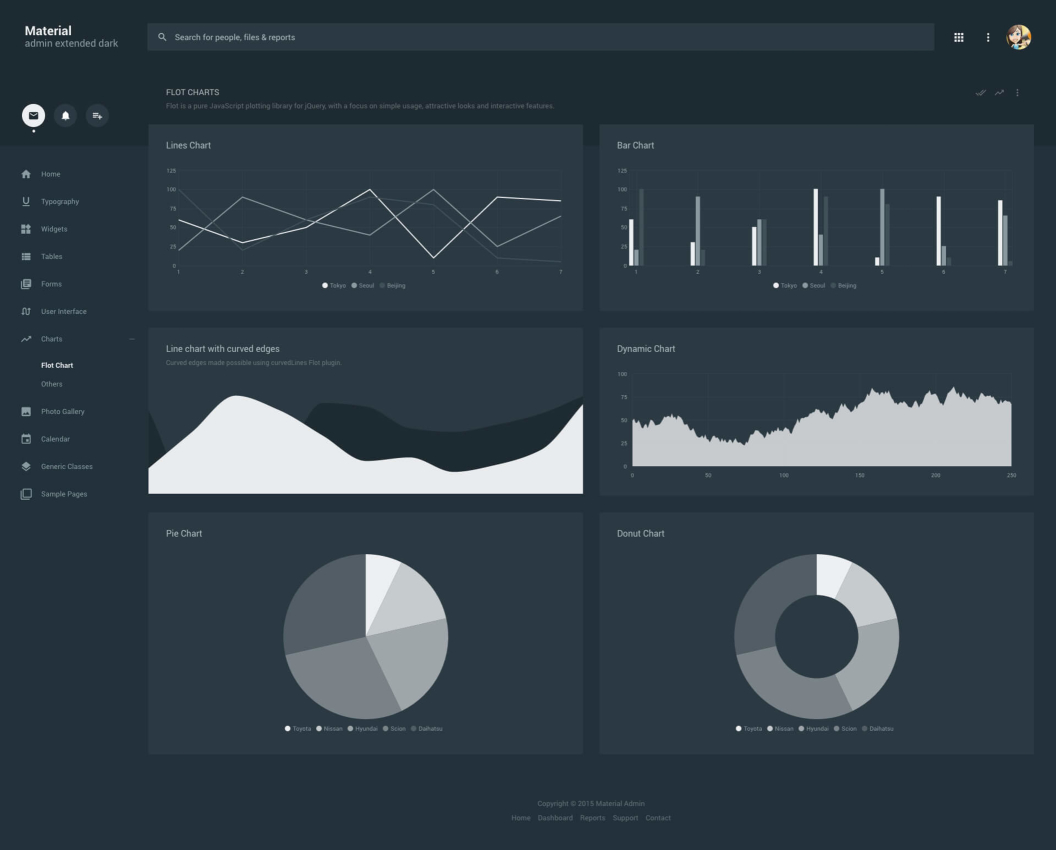 Material
admin extended dark
Search for people, files & reports
FLOT CHARTS
Flot is a pure JavaScript plotting library for jQuery, with a focus on simple usage, attractive looks and interactive features.
Home
Typography
Widgets
Tables
Forms
User Interface
Charts
Flot Chart
Others
Photo Gallery
Calendar
Generic Classes
Sample Pages
Lines Chart
125
100
75
50
25
0
1 2 3 4 5 6 7
Tokyo Seoul Beijing
Bar Chart
125
100
75
50
25
0
1 2 3 4 5 6 7
Tokyo Seoul Beijing
Line chart with curved edges
Curved edges made possible using curvedLines Flot plugin.
Dynamic Chart
100
75
50
25
0
0 50 100 150 200 250
Pie Chart
Toyota Nissan Hyundai Scion Daihatsu
Donut Chart
Toyota Nissan Hyundai Scion Daihatsu
Copyright © 2015 Material Admin
Home Dashboard Reports Support Contact